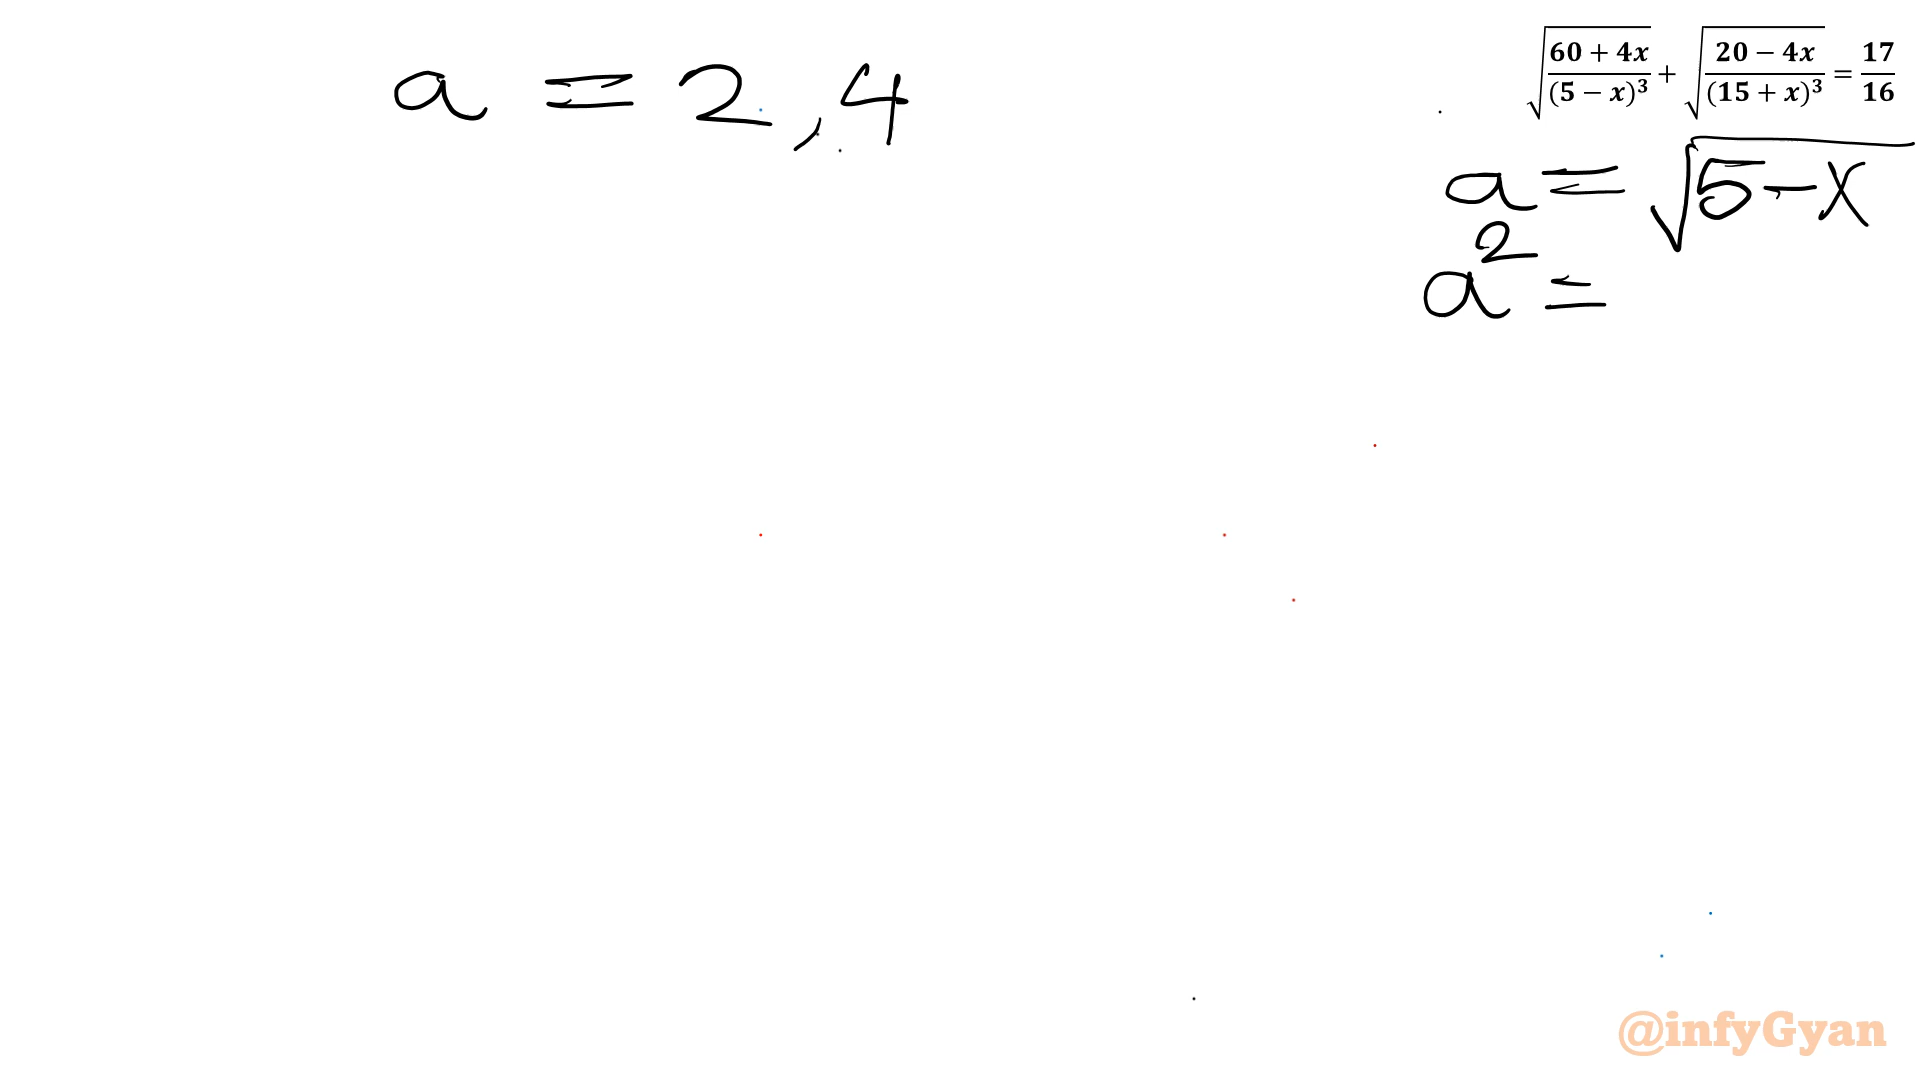 a = 2, 4
√((60 + 4x)/(5 − x)³) + √((20 − 4x)/(15 + x)³) = 17/16
a = √(5 − x)
a² =
@infyGyan